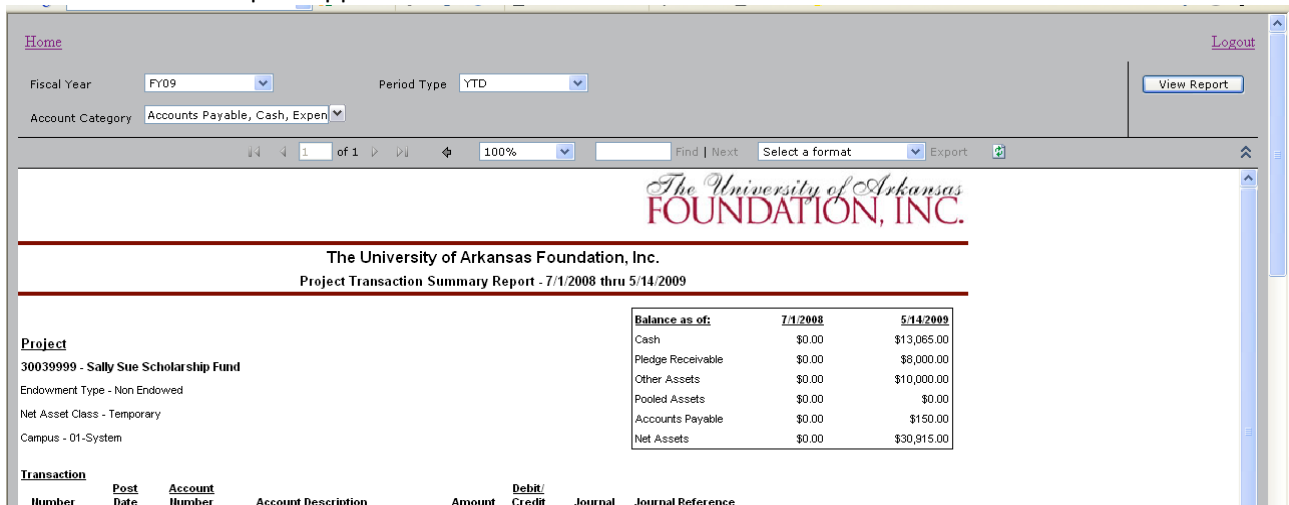 Home Logout
Fiscal Year FY09 Period Type YTD View Report
Account Category Accounts Payable, Cash, Expen
1 of 1 100% Find | Next Select a format Export
The University of Arkansas
FOUNDATION, INC.
The University of Arkansas Foundation, Inc.
Project Transaction Summary Report - 7/1/2008 thru 5/14/2009
Balance as of: 7/1/2008 5/14/2009
Cash $0.00 $13,065.00
Pledge Receivable $0.00 $8,000.00
Other Assets $0.00 $10,000.00
Pooled Assets $0.00 $0.00
Accounts Payable $0.00 $150.00
Net Assets $0.00 $30,915.00
Project
30039999 - Sally Sue Scholarship Fund
Endowment Type - Non Endowed
Net Asset Class - Temporary
Campus - 01-System
Transaction
Post Account Debit/
Number Date Number Account Description Amount Credit Journal Journal Reference